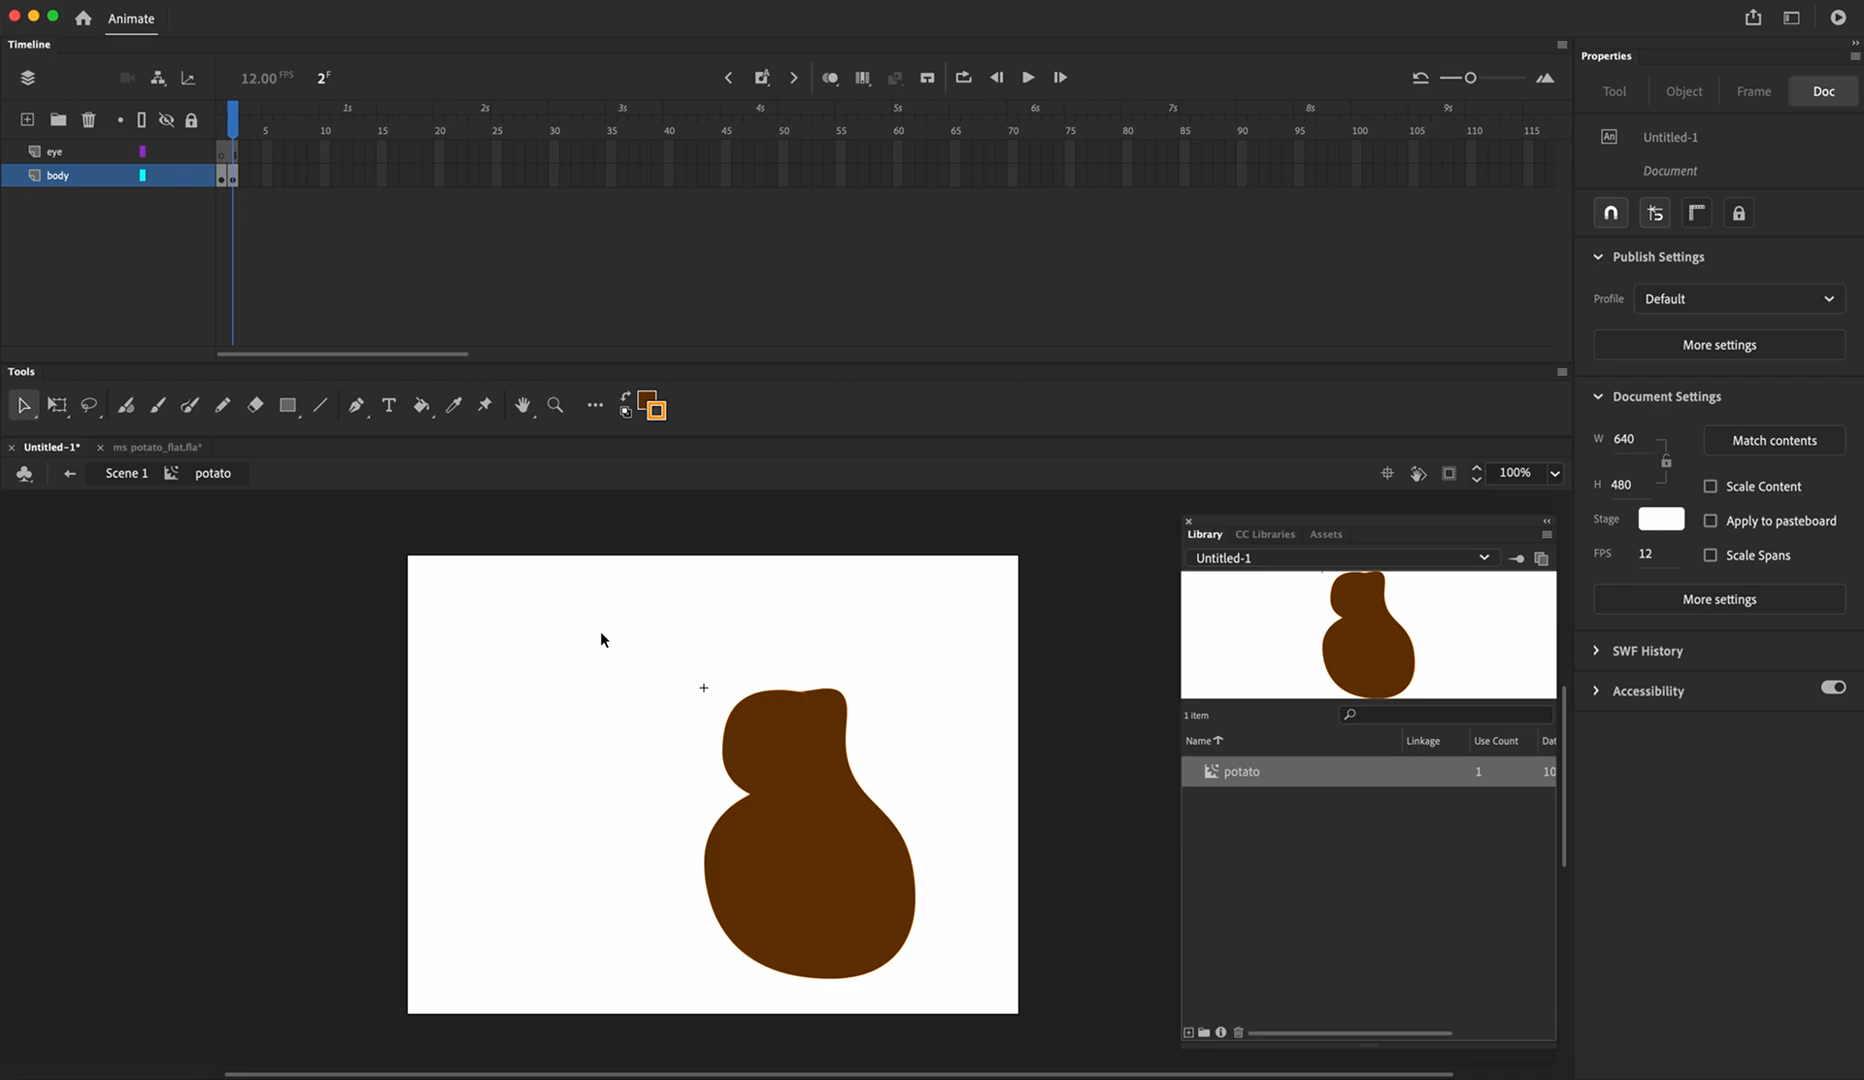 Animate
Timeline
12.00 FPS 2F
1s 2s 3s 4s 5s 6s 7s 8s 9s
5 10 15 20 25 30 35 40 45 50 55 60 65 70 75 80 85 90 95 100 105 110 115
eye
body
Tools
Untitled-1* ms potato_flat.fla*
Scene 1 potato
100%
Library CC Libraries Assets
Untitled-1
1 item
Name Linkage Use Count Dat
potato 1 10
Properties
Tool Object Frame Doc
An Untitled-1
Document
Publish Settings
Profile Default
More settings
Document Settings
W 640 Match contents
H 480 Scale Content
Stage Apply to pasteboard
FPS 12 Scale Spans
More settings
SWF History
Accessibility